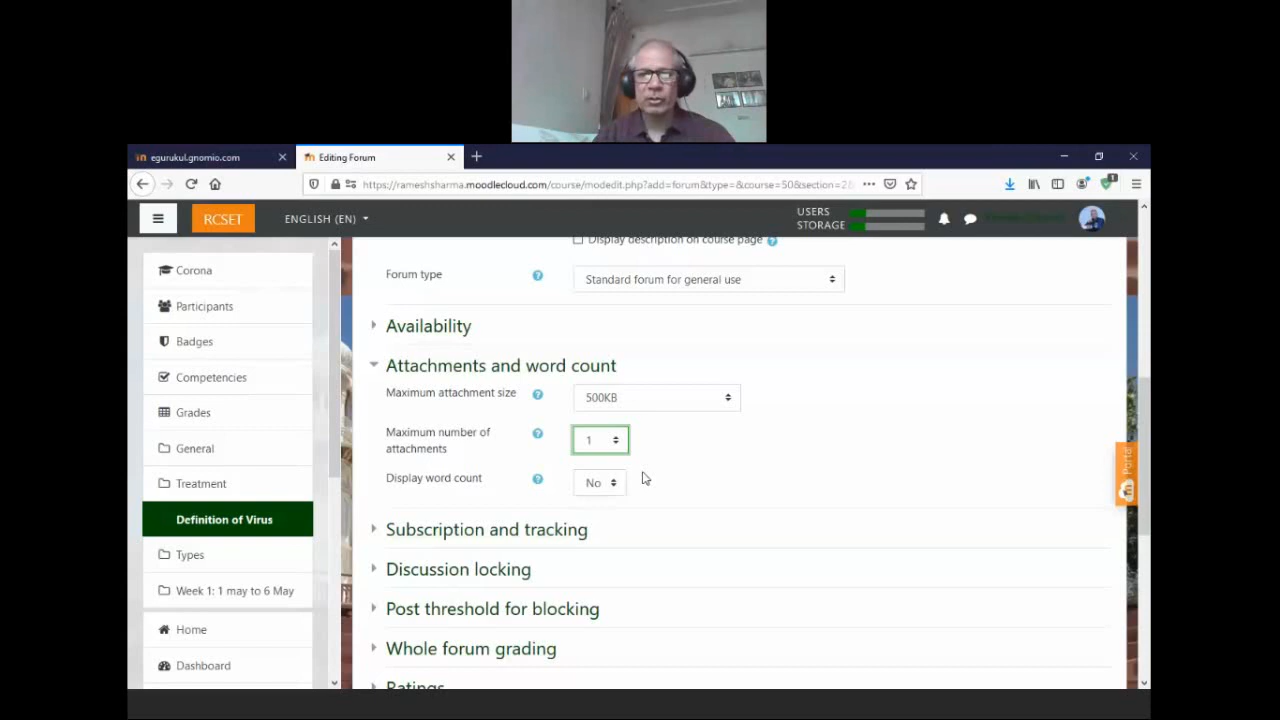 egurukul.gnomio.com
Editing Forum
https://rameshsharma.moodlecloud.com/course/modedit.php?add=forum&type=&course=50&section=2
RCSET
ENGLISH (EN)
USERS
STORAGE
Corona
Participants
Badges
Competencies
Grades
General
Treatment
Definition of Virus
Types
Week 1: 1 may to 6 May
Home
Dashboard
Display description on course page
Forum type
Standard forum for general use
Availability
Attachments and word count
Maximum attachment size
500KB
Maximum number of
attachments
1
Display word count
No
Subscription and tracking
Discussion locking
Post threshold for blocking
Whole forum grading
Ratings
Portal